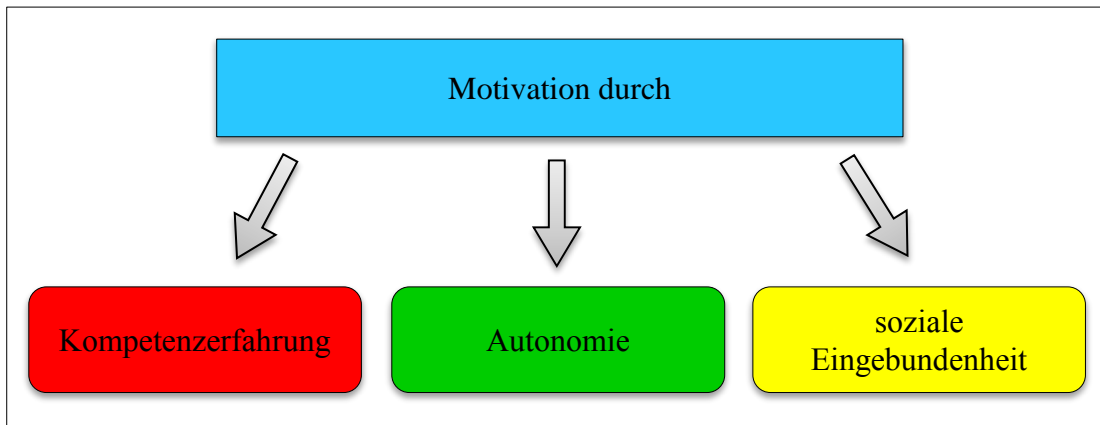 Motivation durch
Kompetenzerfahrung
Autonomie
soziale
Eingebundenheit